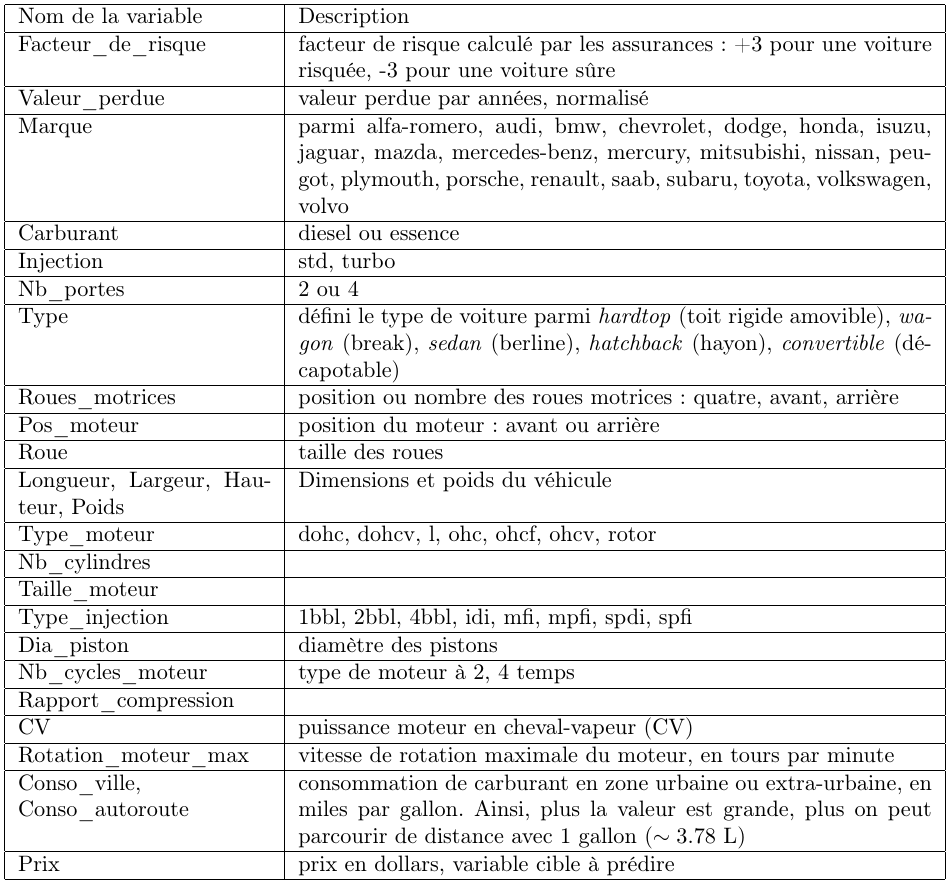 Nom de la variable Description
Facteur_de_risque facteur de risque calculé par les assurances : +3 pour une voiture
risquée, -3 pour une voiture sûre
Valeur_perdue valeur perdue par années, normalisé
Marque parmi alfa-romero, audi, bmw, chevrolet, dodge, honda, isuzu,
jaguar, mazda, mercedes-benz, mercury, mitsubishi, nissan, peu-
got, plymouth, porsche, renault, saab, subaru, toyota, volkswagen,
volvo
Carburant diesel ou essence
Injection std, turbo
Nb_portes 2 ou 4
Type défini le type de voiture parmi hardtop (toit rigide amovible), wa-
gon (break), sedan (berline), hatchback (hayon), convertible (dé-
capotable)
Roues_motrices position ou nombre des roues motrices : quatre, avant, arrière
Pos_moteur position du moteur : avant ou arrière
Roue taille des roues
Longueur, Largeur, Hau- Dimensions et poids du véhicule
teur, Poids
Type_moteur dohc, dohcv, l, ohc, ohcf, ohcv, rotor
Nb_cylindres
Taille_moteur
Type_injection 1bbl, 2bbl, 4bbl, idi, mfi, mpfi, spdi, spfi
Dia_piston diamètre des pistons
Nb_cycles_moteur type de moteur à 2, 4 temps
Rapport_compression
CV puissance moteur en cheval-vapeur (CV)
Rotation_moteur_max vitesse de rotation maximale du moteur, en tours par minute
Conso_ville, consommation de carburant en zone urbaine ou extra-urbaine, en
Conso_autoroute miles par gallon. Ainsi, plus la valeur est grande, plus on peut
parcourir de distance avec 1 gallon (∼ 3.78 L)
Prix prix en dollars, variable cible à prédire